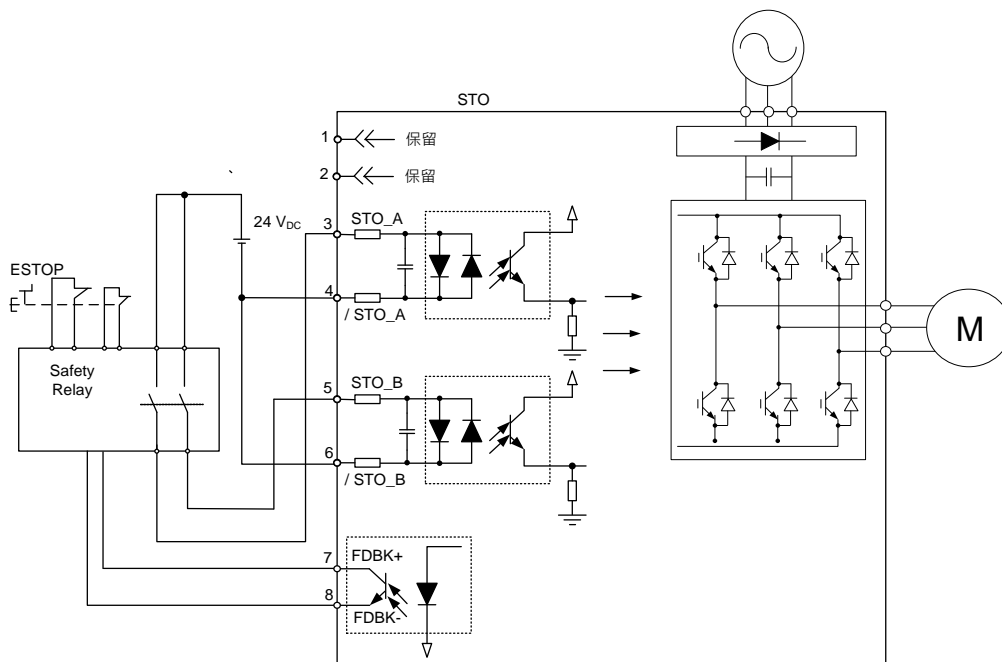 STO
1 保留
2 保留
24 VDC
3 STO_A
4 / STO_A
ESTOP
Safety
Relay
5 STO_B
6 / STO_B
7 FDBK+
8 FDBK-
M